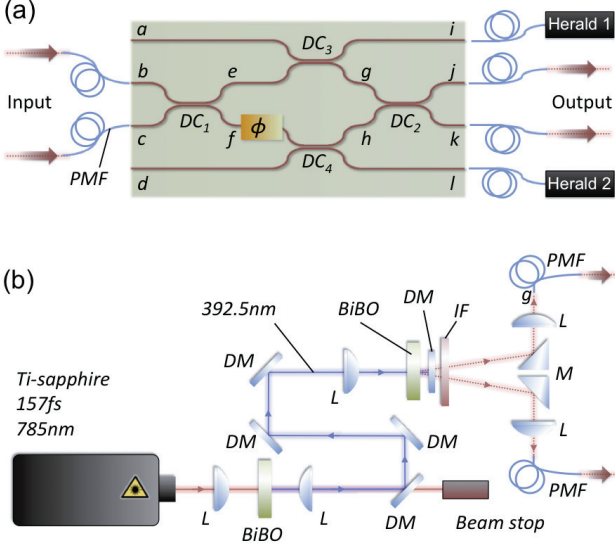 (a)
a
i
Herald 1
DC3
b
e
g
j
Input
Output
DC1
DC2
c
f
ϕ
h
k
PMF
DC4
d
l
Herald 2
(b)
PMF
g
DM
IF
392.5nm
BiBO
L
DM
M
Ti-sapphire
157fs
785nm
L
L
DM
DM
PMF
L
BiBO
L
DM
Beam stop